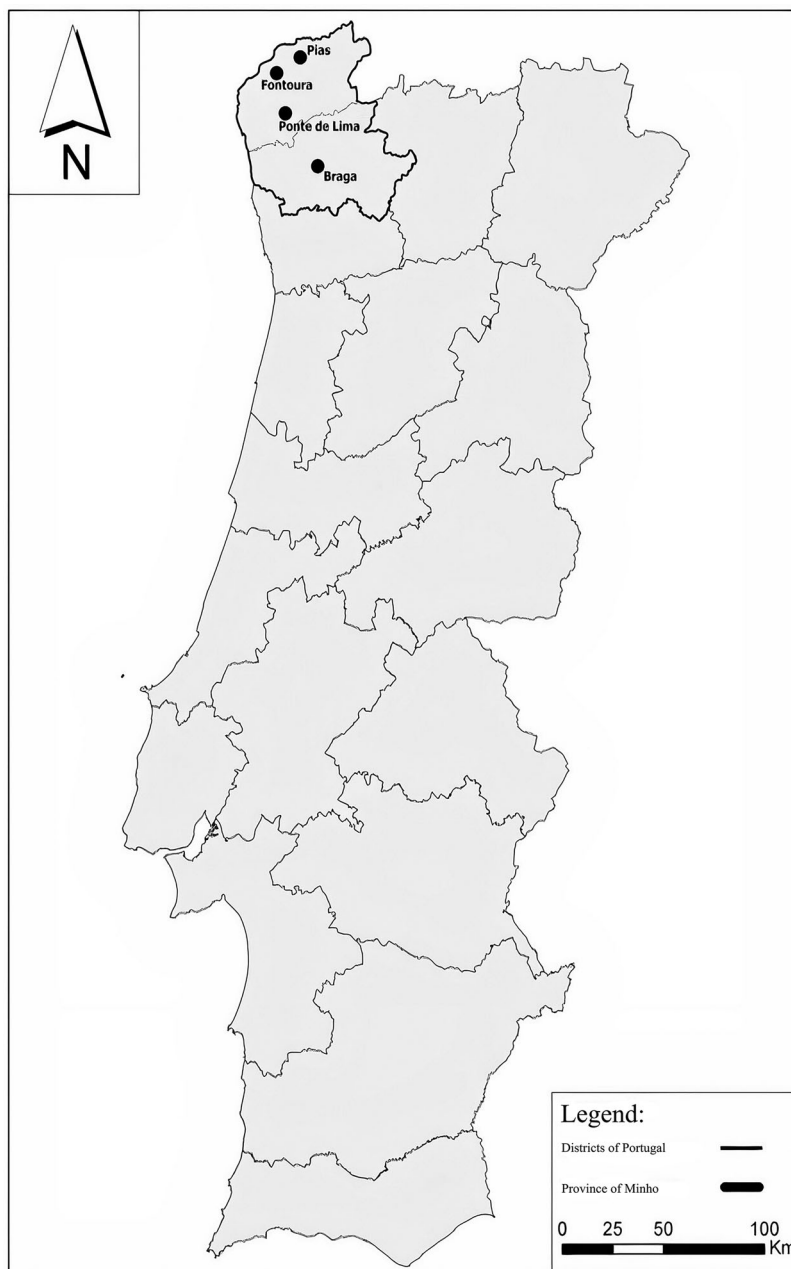 N
Pias
Fontoura
Ponte de Lima
Braga
Legend:
Districts of Portugal
Province of Minho
0 25 50 100
Km